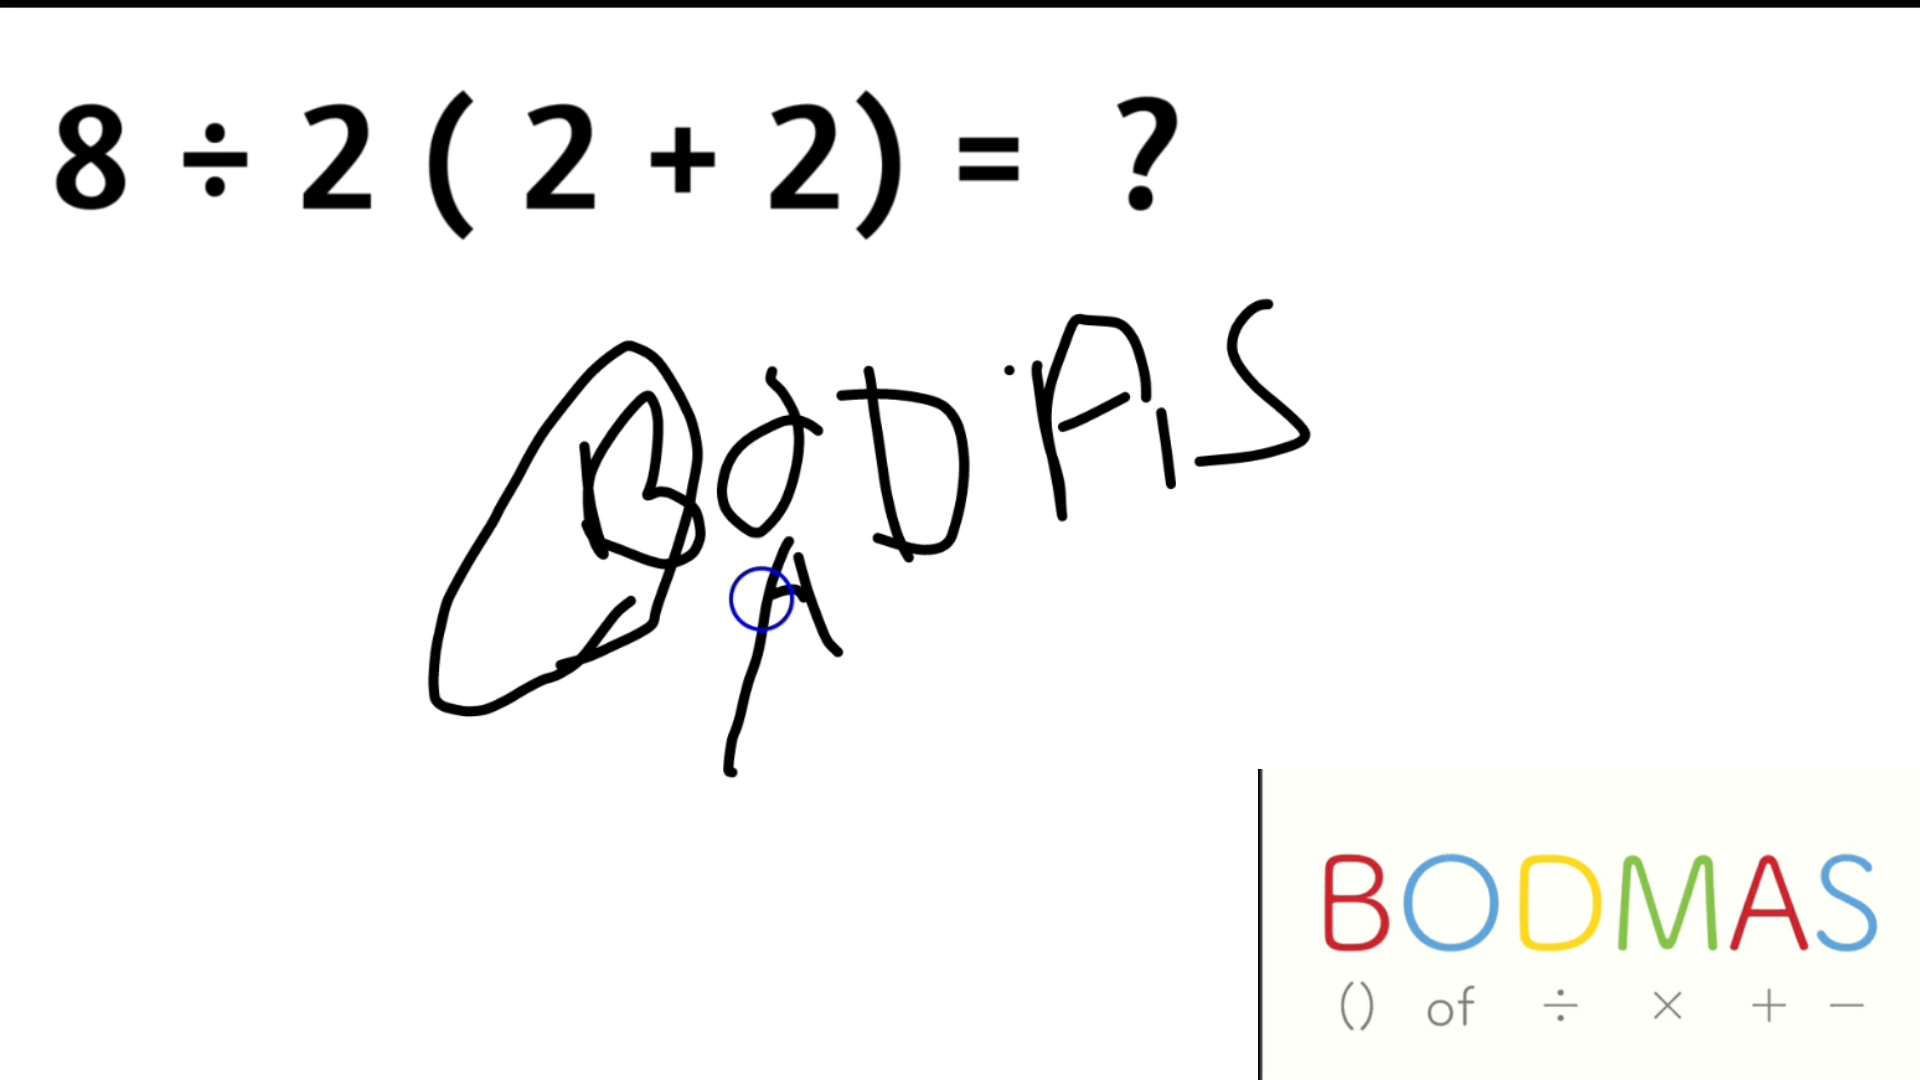 8 ÷ 2 ( 2 + 2) = ?
BODMAS
A
BODMAS
() of ÷ × + −